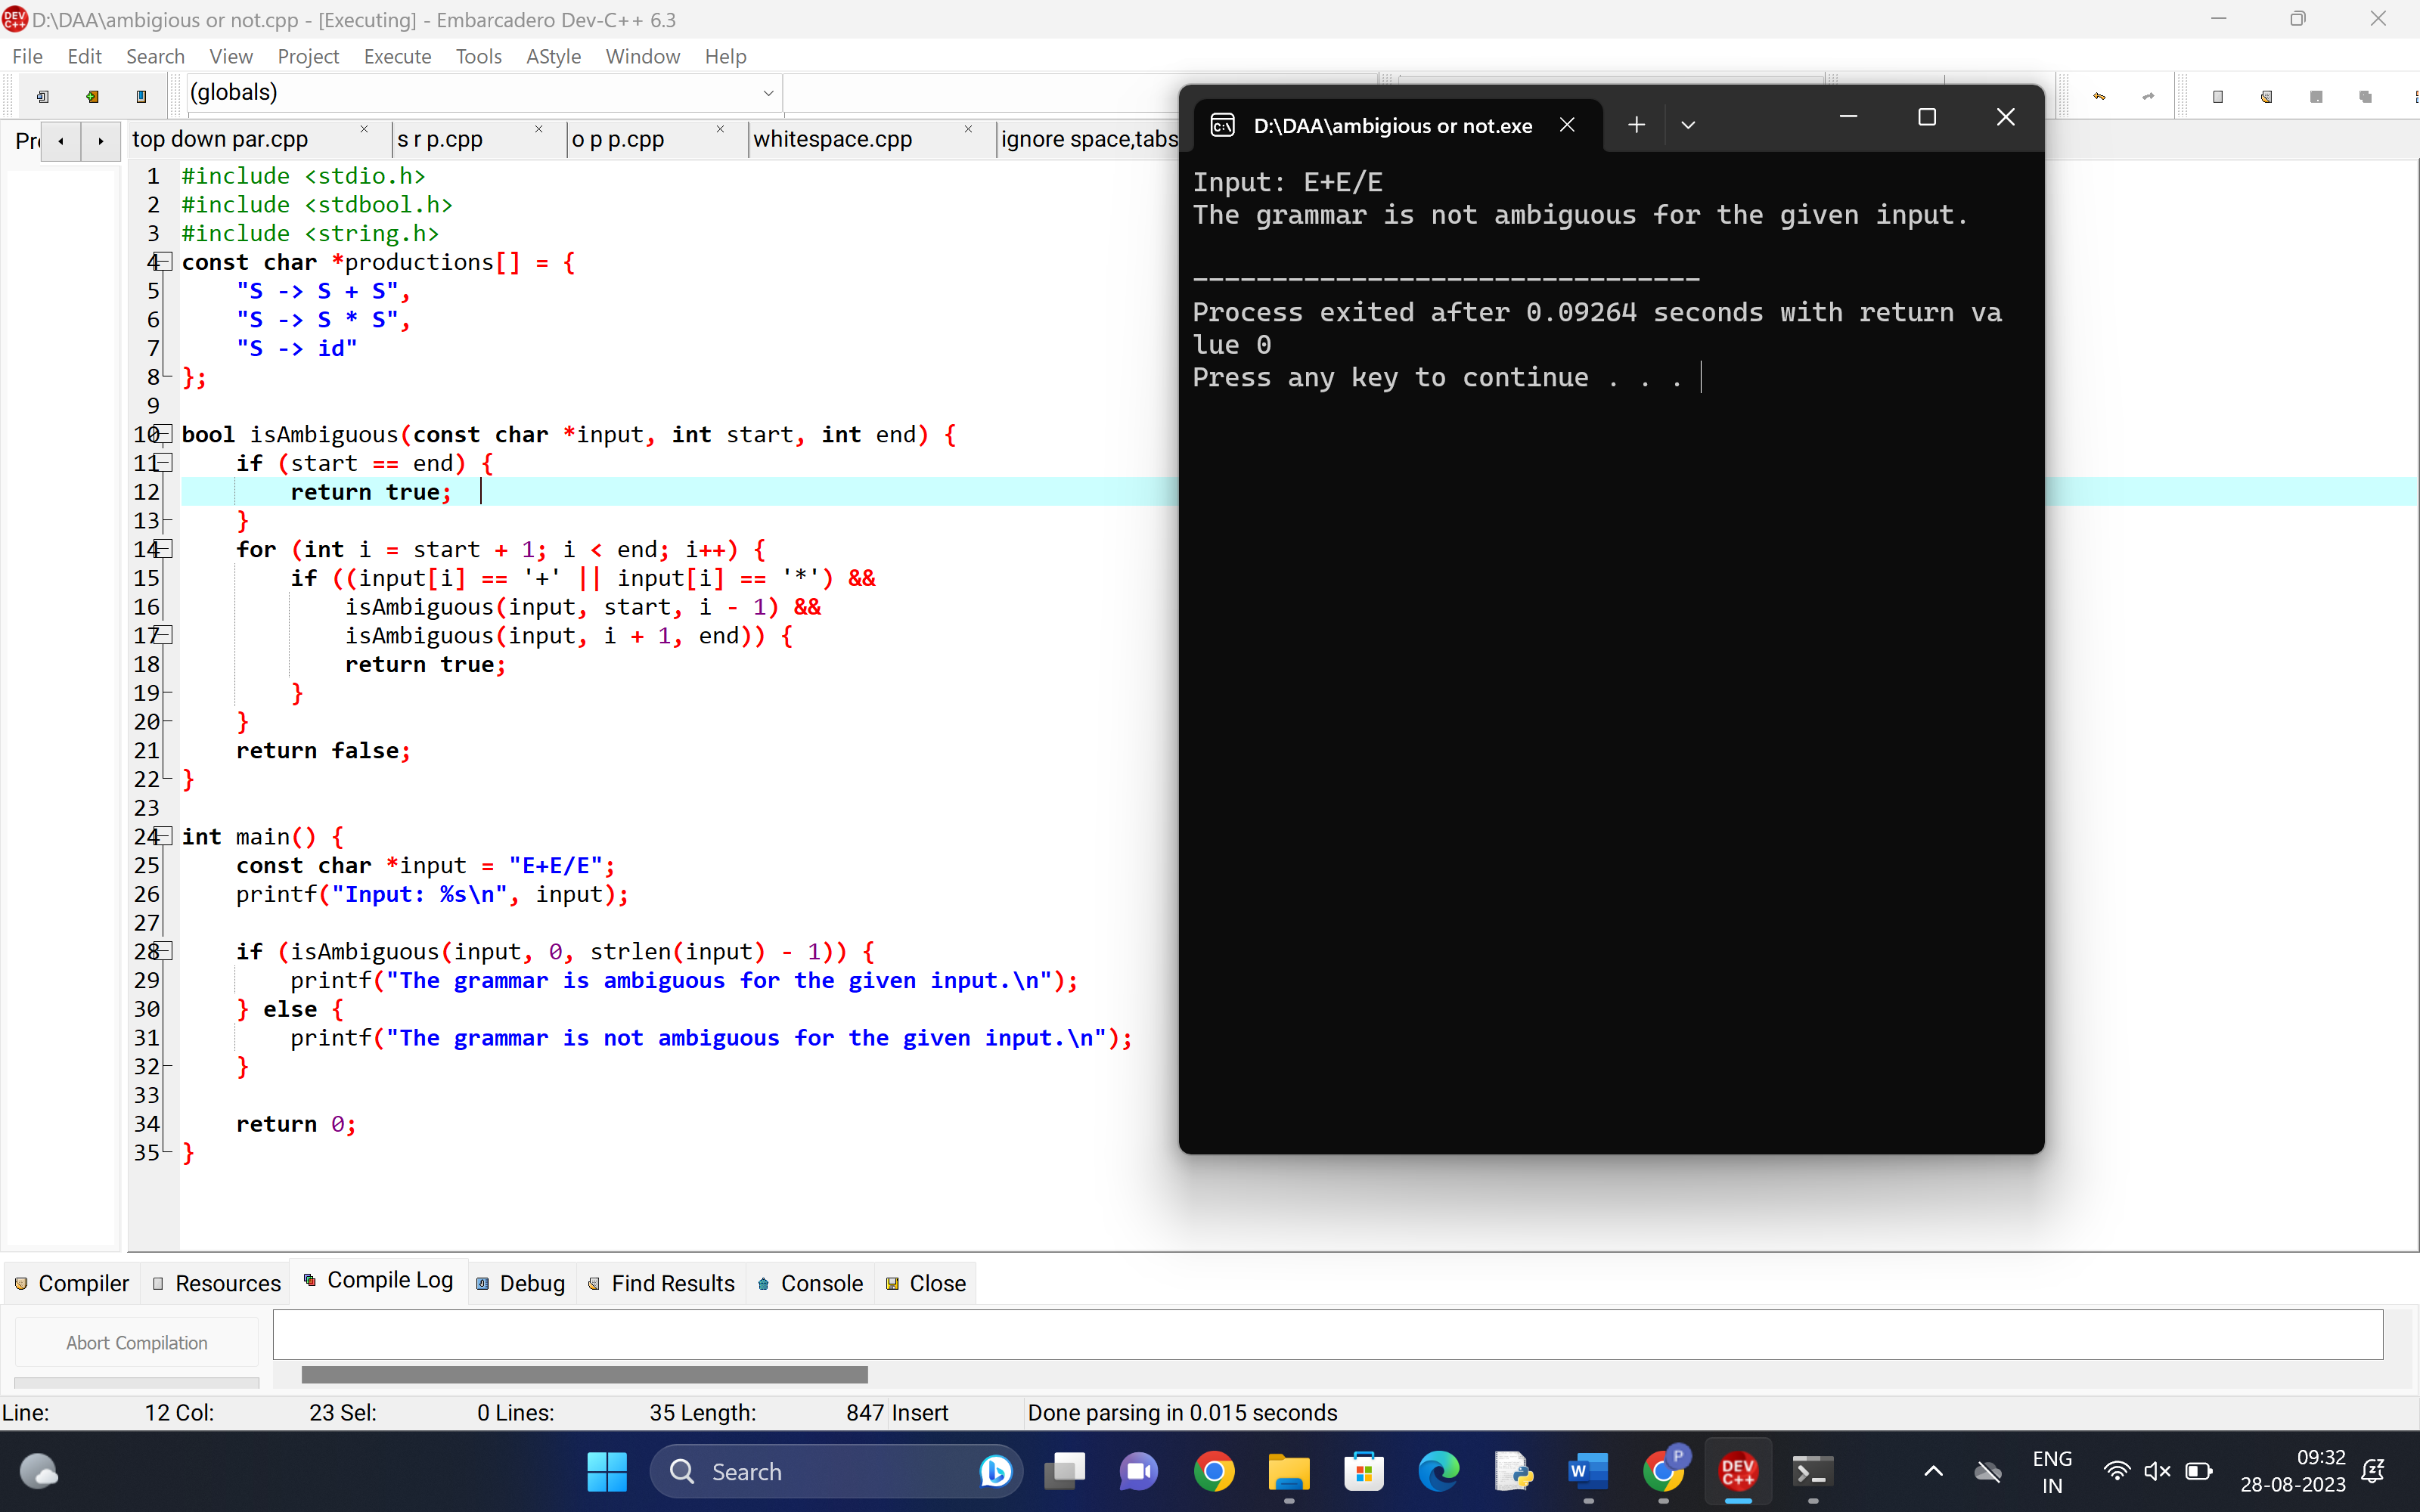 D:\DAA\ambigious or not.cpp - [Executing] - Embarcadero Dev-C++ 6.3
File Edit Search View Project Execute Tools AStyle Window Help
(globals)
top down par.cpp s r p.cpp o p p.cpp whitespace.cpp ignore space,tabs
1 #include <stdio.h>
2 #include <stdbool.h>
3 #include <string.h>
4 const char *productions[] = {
5     "S -> S + S",
6     "S -> S * S",
7     "S -> id"
8 };
9
10 bool isAmbiguous(const char *input, int start, int end) {
11     if (start == end) {
12         return true;
13     }
14     for (int i = start + 1; i < end; i++) {
15         if ((input[i] == '+' || input[i] == '*') &&
16             isAmbiguous(input, start, i - 1) &&
17             isAmbiguous(input, i + 1, end)) {
18             return true;
19         }
20     }
21     return false;
22 }
23
24 int main() {
25     const char *input = "E+E/E";
26     printf("Input: %s\n", input);
27
28     if (isAmbiguous(input, 0, strlen(input) - 1)) {
29         printf("The grammar is ambiguous for the given input.\n");
30     } else {
31         printf("The grammar is not ambiguous for the given input.\n");
32     }
33
34     return 0;
35 }
D:\DAA\ambigious or not.exe
Input: E+E/E
The grammar is not ambiguous for the given input.
--------------------------------
Process exited after 0.09264 seconds with return va
lue 0
Press any key to continue . . .
Compiler Resources Compile Log Debug Find Results Console Close
Abort Compilation
Line: 12 Col: 23 Sel: 0 Lines: 35 Length: 847 Insert Done parsing in 0.015 seconds
Search
DEV C++
ENG
IN
09:32
28-08-2023